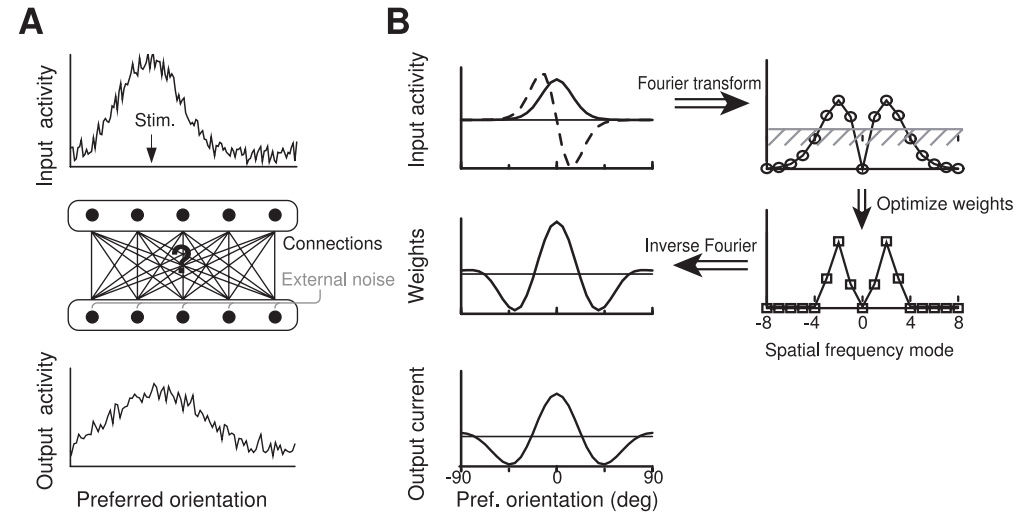 A
Input activity
Stim.
?
Connections
External noise
Output activity
Preferred orientation
B
Input activity
Fourier transform
Optimize weights
Weights
Inverse Fourier
-8 -4 0 4 8
Spatial frequency mode
Output current
-90 0 90
Pref. orientation (deg)